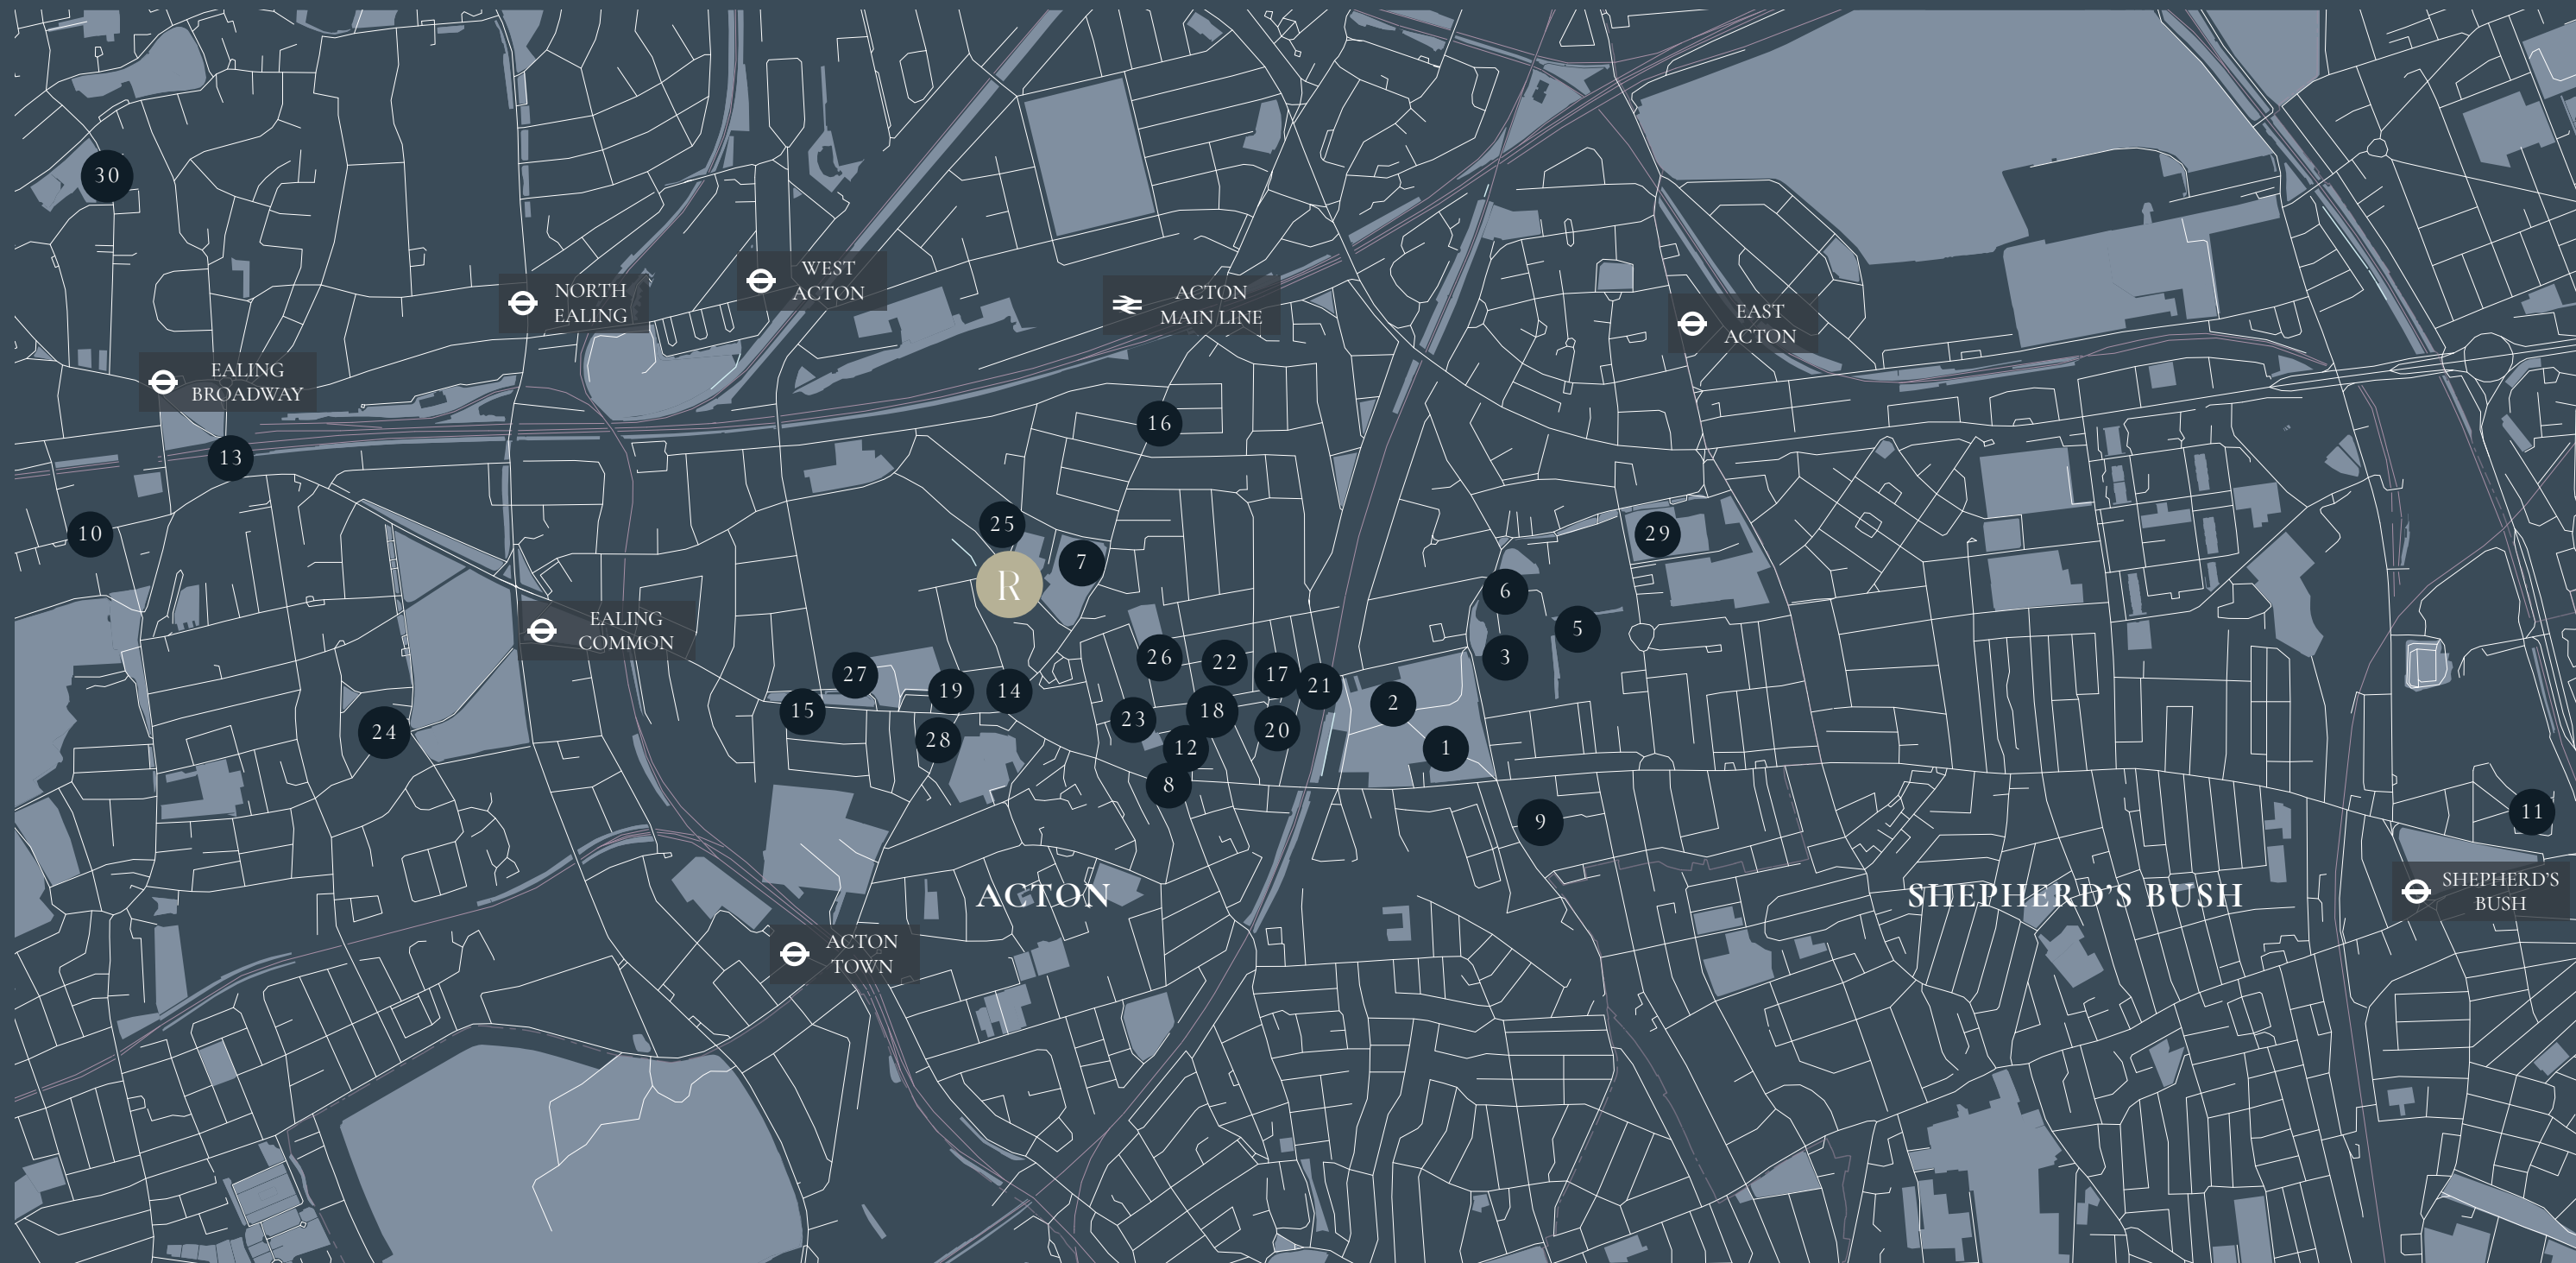 30
WEST
ACTON
NORTH
EALING
ACTON
MAIN LINE
EAST
ACTON
EALING
BROADWAY
16
13
25
10
29
7
R
6
EALING
COMMON
5
26
22
3
27
17
21
19
14
2
15
18
23
20
24
28
12
1
8
11
9
ACTON
SHEPHERD'S BUSH
SHEPHERD'S
BUSH
ACTON
TOWN